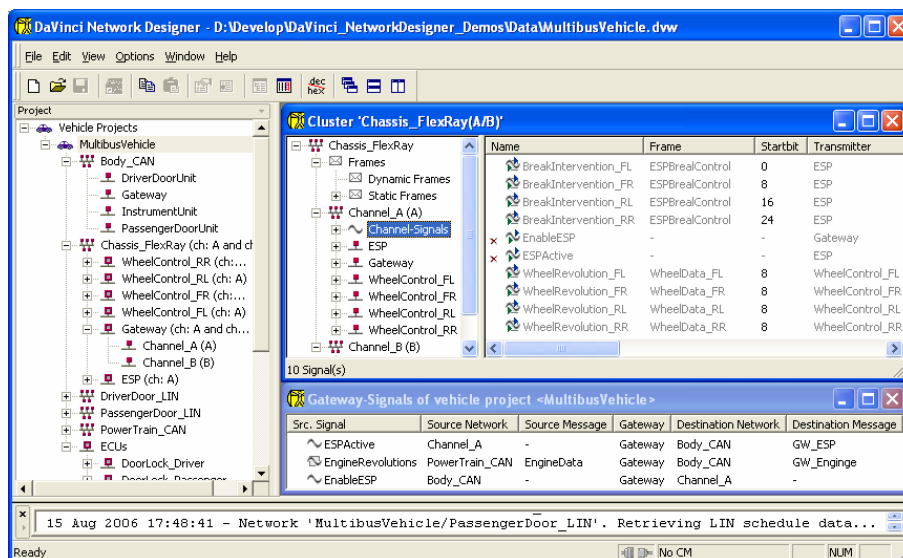 DaVinci Network Designer - D:\Develop\DaVinci_NetworkDesigner_Demos\Data\MultibusVehicle.dvw
File Edit View Options Window Help
dec
hex
Project
Vehicle Projects
MultibusVehicle
Body_CAN
DriverDoorUnit
Gateway
InstrumentUnit
PassengerDoorUnit
Chassis_FlexRay (ch: A and ch
WheelControl_RR (ch:...
WheelControl_RL (ch: A)
WheelControl_FR (ch:...
WheelControl_FL (ch: A)
Gateway (ch: A and ch...
Channel_A (A)
Channel_B (B)
ESP (ch: A)
DriverDoor_LIN
PassengerDoor_LIN
PowerTrain_CAN
ECUs
DoorLock_Driver
DoorLock_Passenger
Cluster 'Chassis_FlexRay(A/B)'
Chassis_FlexRay
Frames
Dynamic Frames
Static Frames
Channel_A (A)
Channel-Signals
ESP
Gateway
WheelControl_FL
WheelControl_FR
WheelControl_RL
WheelControl_RR
Channel_B (B)
Name Frame Startbit Transmitter
BreakIntervention_FL ESPBrealControl 0 ESP
BreakIntervention_FR ESPBrealControl 8 ESP
BreakIntervention_RL ESPBrealControl 16 ESP
BreakIntervention_RR ESPBrealControl 24 ESP
EnableESP - - Gateway
ESPActive - - ESP
WheelRevolution_FL WheelData_FL 8 WheelControl_FL
WheelRevolution_FR WheelData_FR 8 WheelControl_FR
WheelRevolution_RL WheelData_RL 8 WheelControl_RL
WheelRevolution_RR WheelData_RR 8 WheelControl_RR
10 Signal(s)
Gateway-Signals of vehicle project <MultibusVehicle>
Src. Signal Source Network Source Message Gateway Destination Network Destination Message
ESPActive Channel_A - Gateway Body_CAN GW_ESP
EngineRevolutions PowerTrain_CAN EngineData Gateway Body_CAN GW_Enginge
EnableESP Body_CAN - Gateway Channel_A -
15 Aug 2006 17:48:41 - Network 'MultibusVehicle/PassengerDoor_LIN'. Retrieving LIN schedule data...
Ready No CM NUM